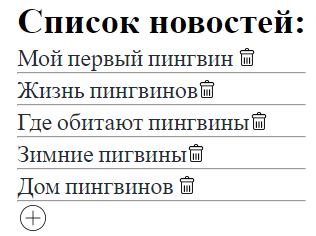 Список новостей:
Мой первый пингвин
Жизнь пингвинов
Где обитают пингвины
Зимние пигвины
Дом пингвинов